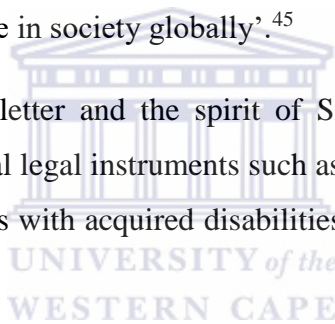 e in society globally’.45
letter and the spirit of S
al legal instruments such as
s with acquired disabilities
UNIVERSITY of the
WESTERN CAPE